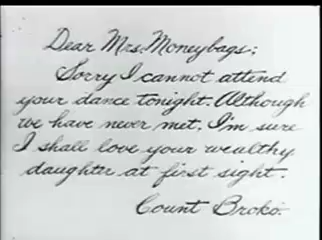 Dear Mrs. Moneybags:
Sorry I cannot attend
your dance tonight. Although
we have never met, I'm sure
I shall love your wealthy
daughter at first sight.
Count Broko.